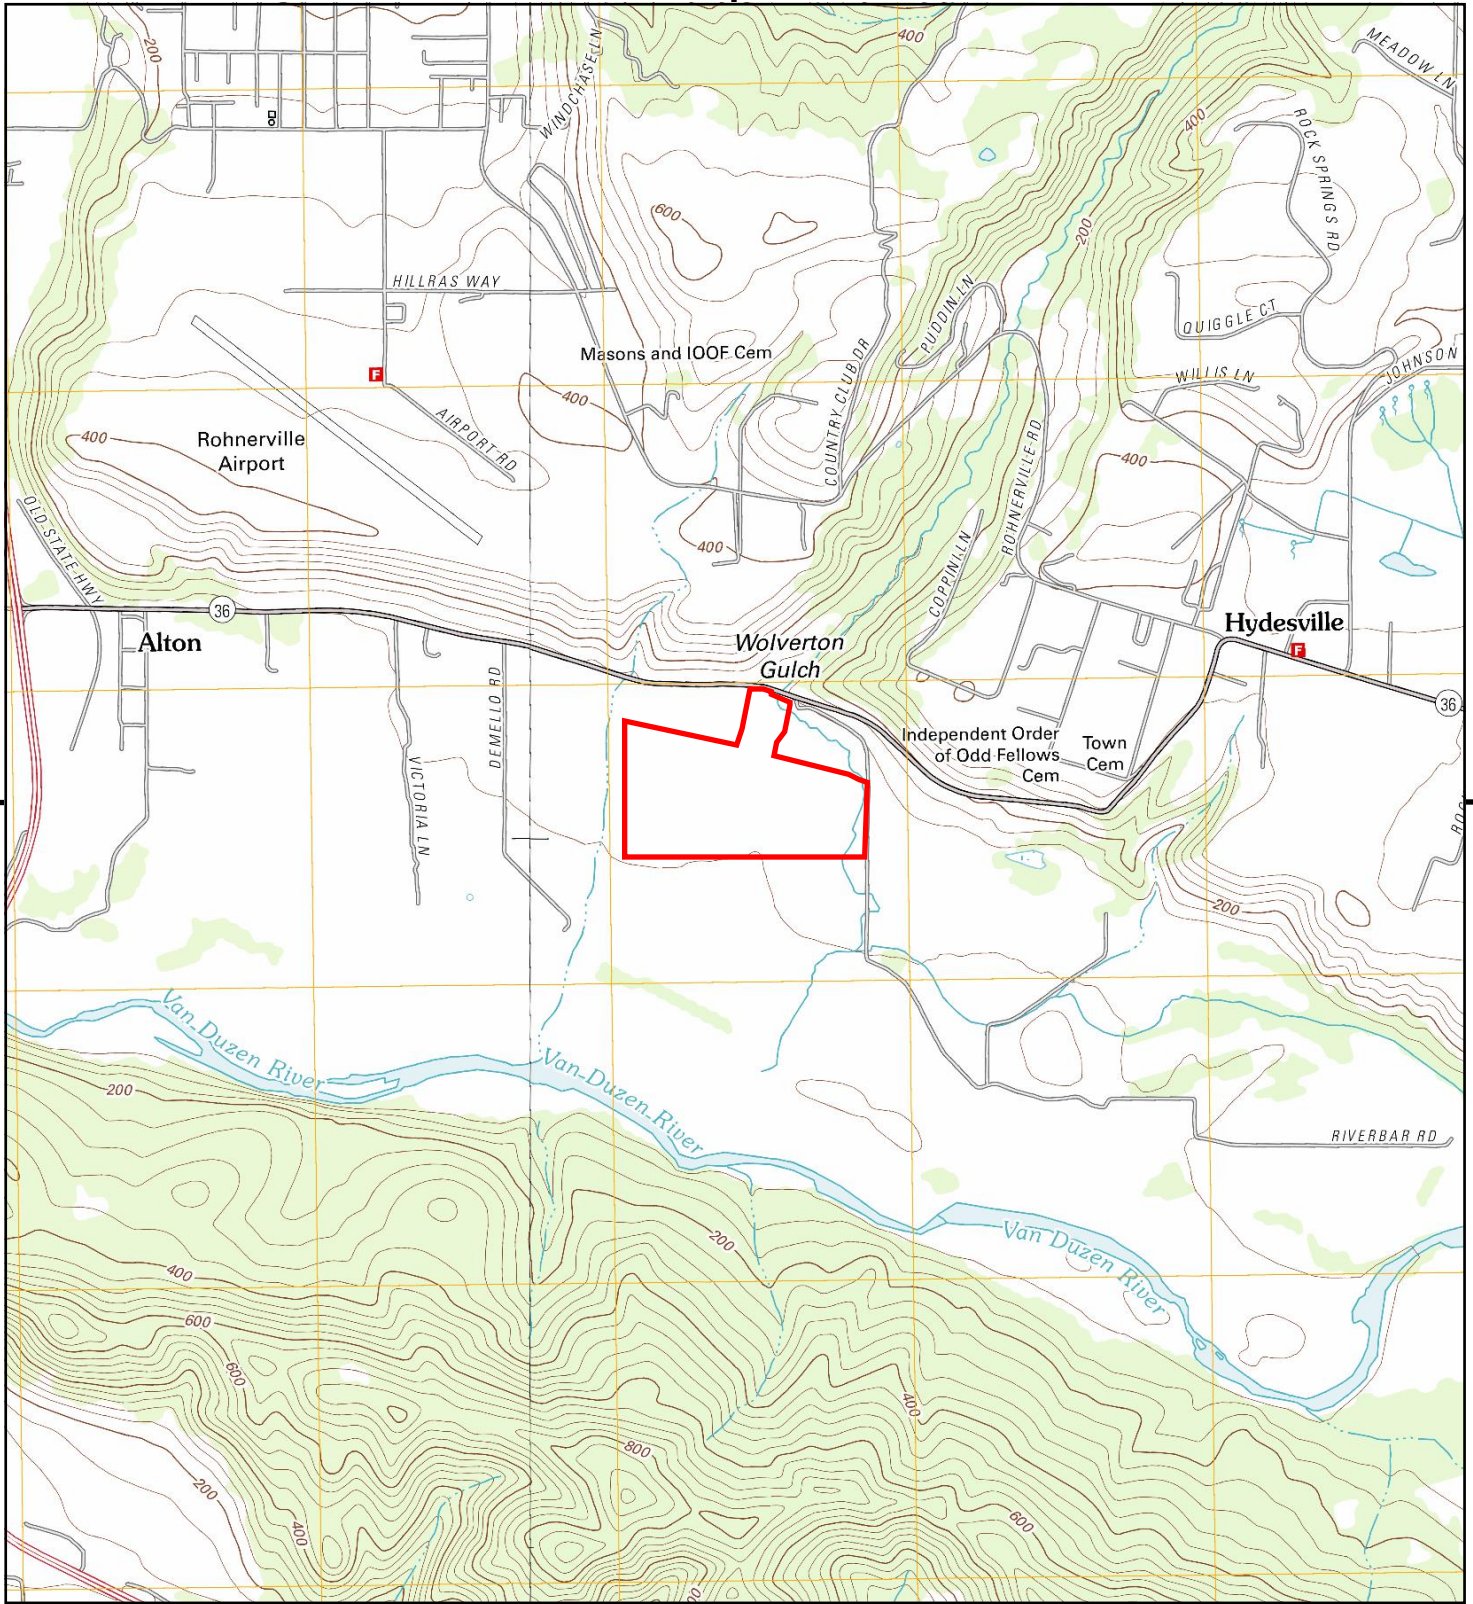 400
MEADOW LN
200
WINDCHASE LN
400
ROCK SPRINGS RD
600
200
HILLRAS WAY
PUDDIN LN
QUIGGLE CT
Masons and IOOF Cem
COUNTRY CLUB DR
JOHNSON
F
WILLIS LN
400
AIRPORT RD
400
Rohnerville
Airport
ROHNERVILLE RD
400
OLD STATE HWY
400
COPPINI LN
36
Alton
Wolverton
Gulch
Hydesville
F
36
DEMELLO RD
Independent Order
of Odd Fellows
Cem
Town
Cem
VICTORIA LN
200
Van Duzen River
Van Duzen River
200
RIVERBAR RD
200
Van Duzen River
400
600
600
400
800
200
400
600